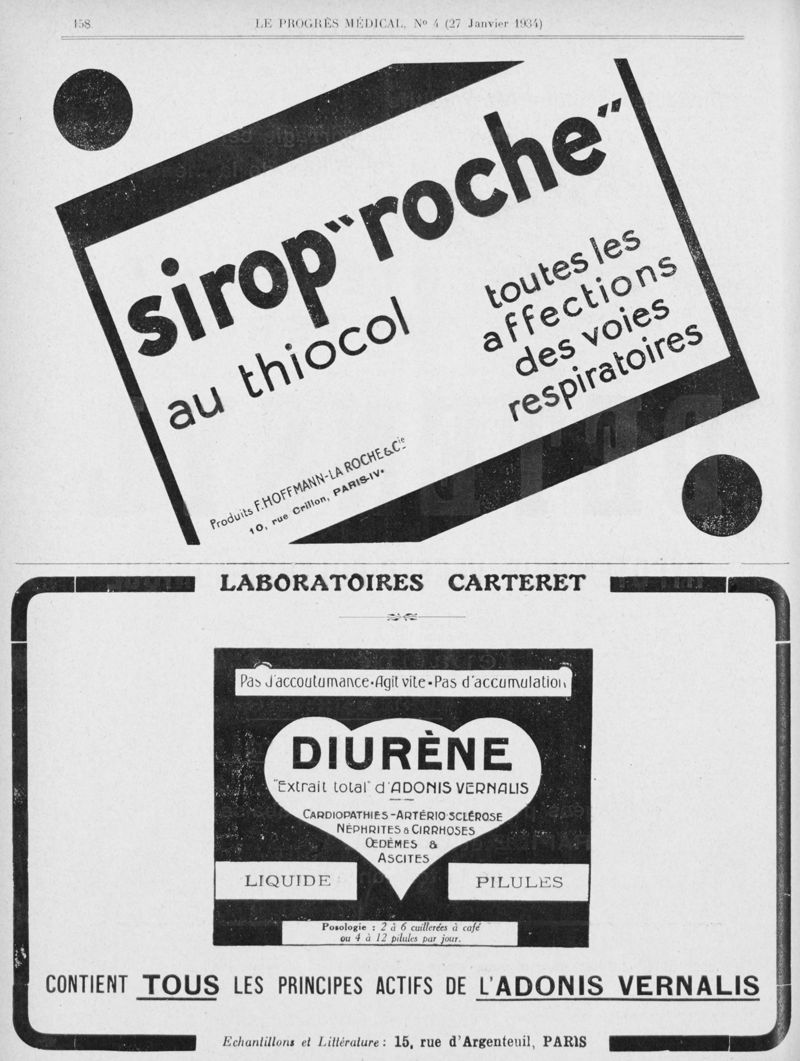 158.
LE PROGRÈS MÉDICAL, N° 4 (27 Janvier 1934)
sirop "roche"
au thiocol
toutes les
affections
des voies
respiratoires
Produits F. HOFFMANN-LA ROCHE & Cie
10, rue Crillon, PARIS-IVe
LABORATOIRES CARTERET
Pas d'accoutumance • Agit vite • Pas d'accumulation
DIURÈNE
"Extrait total" d'ADONIS VERNALIS
CARDIOPATHIES - ARTÉRIO SCLÉROSE
NÉPHRITES & CIRRHOSES
ŒDÈMES &
ASCITES
LIQUIDE
PILULES
Posologie : 2 à 6 cuillerées à café
ou 4 à 12 pilules par jour.
CONTIENT TOUS LES PRINCIPES ACTIFS DE L'ADONIS VERNALIS
Echantillons et Littérature : 15, rue d'Argenteuil, PARIS